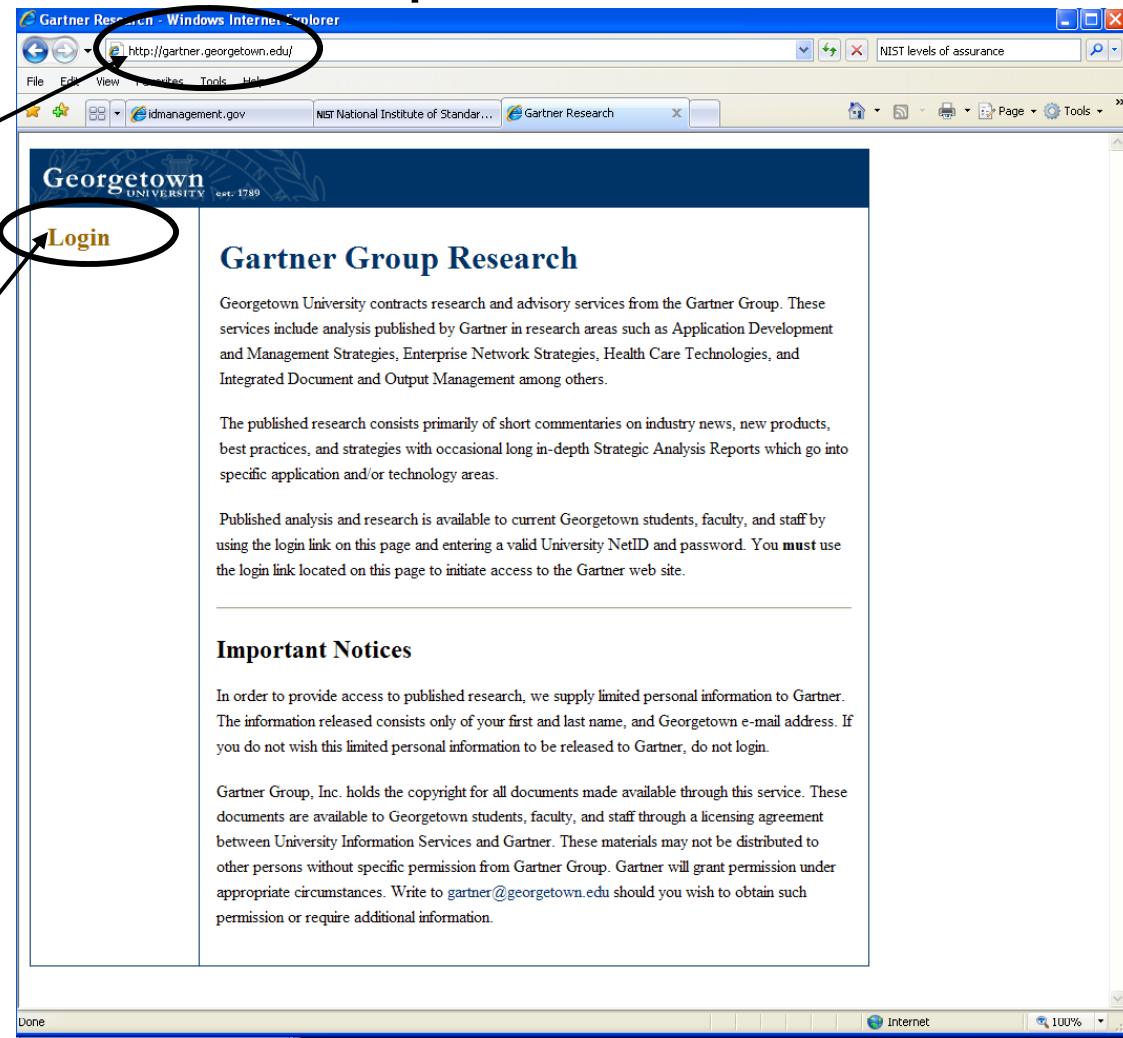 Gartner Research - Windows Internet Explorer
http://gartner.georgetown.edu/
NIST levels of assurance
File Edit View Favorites Tools Help
idmanagement.gov
NIST National Institute of Standar...
Gartner Research
Page
Tools
Georgetown
UNIVERSITY est. 1789
Login
Gartner Group Research
Georgetown University contracts research and advisory services from the Gartner Group. These
services include analysis published by Gartner in research areas such as Application Development
and Management Strategies, Enterprise Network Strategies, Health Care Technologies, and
Integrated Document and Output Management among others.
The published research consists primarily of short commentaries on industry news, new products,
best practices, and strategies with occasional long in-depth Strategic Analysis Reports which go into
specific application and/or technology areas.
Published analysis and research is available to current Georgetown students, faculty, and staff by
using the login link on this page and entering a valid University NetID and password. You must use
the login link located on this page to initiate access to the Gartner web site.
Important Notices
In order to provide access to published research, we supply limited personal information to Gartner.
The information released consists only of your first and last name, and Georgetown e-mail address. If
you do not wish this limited personal information to be released to Gartner, do not login.
Gartner Group, Inc. holds the copyright for all documents made available through this service. These
documents are available to Georgetown students, faculty, and staff through a licensing agreement
between University Information Services and Gartner. These materials may not be distributed to
other persons without specific permission from Gartner Group. Gartner will grant permission under
appropriate circumstances. Write to gartner@georgetown.edu should you wish to obtain such
permission or require additional information.
Done
Internet
100%